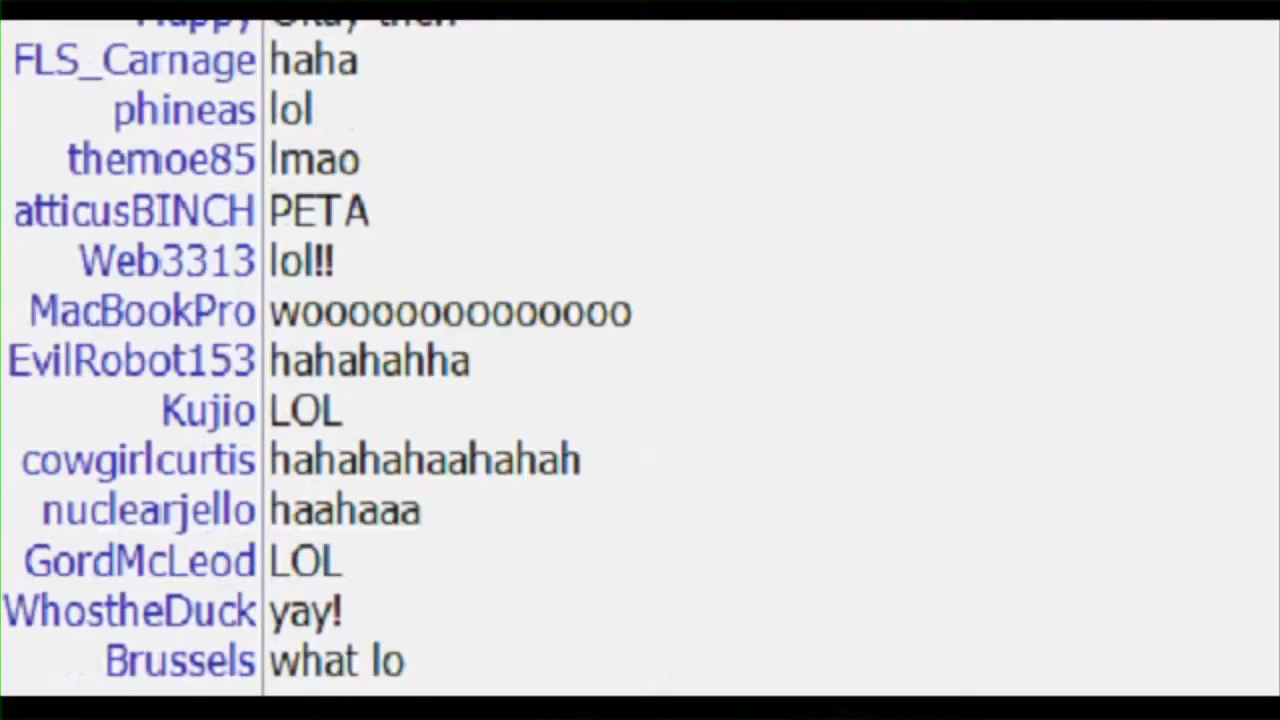 FLS_Carnage haha
phineas lol
themoe85 lmao
atticusBINCH PETA
Web3313 lol!!
MacBookPro woooooooooooooo
EvilRobot153 hahahahha
Kujio LOL
cowgirlcurtis hahahahaahahah
nuclearjello haahaaa
GordMcLeod LOL
WhostheDuck yay!
Brussels what lo